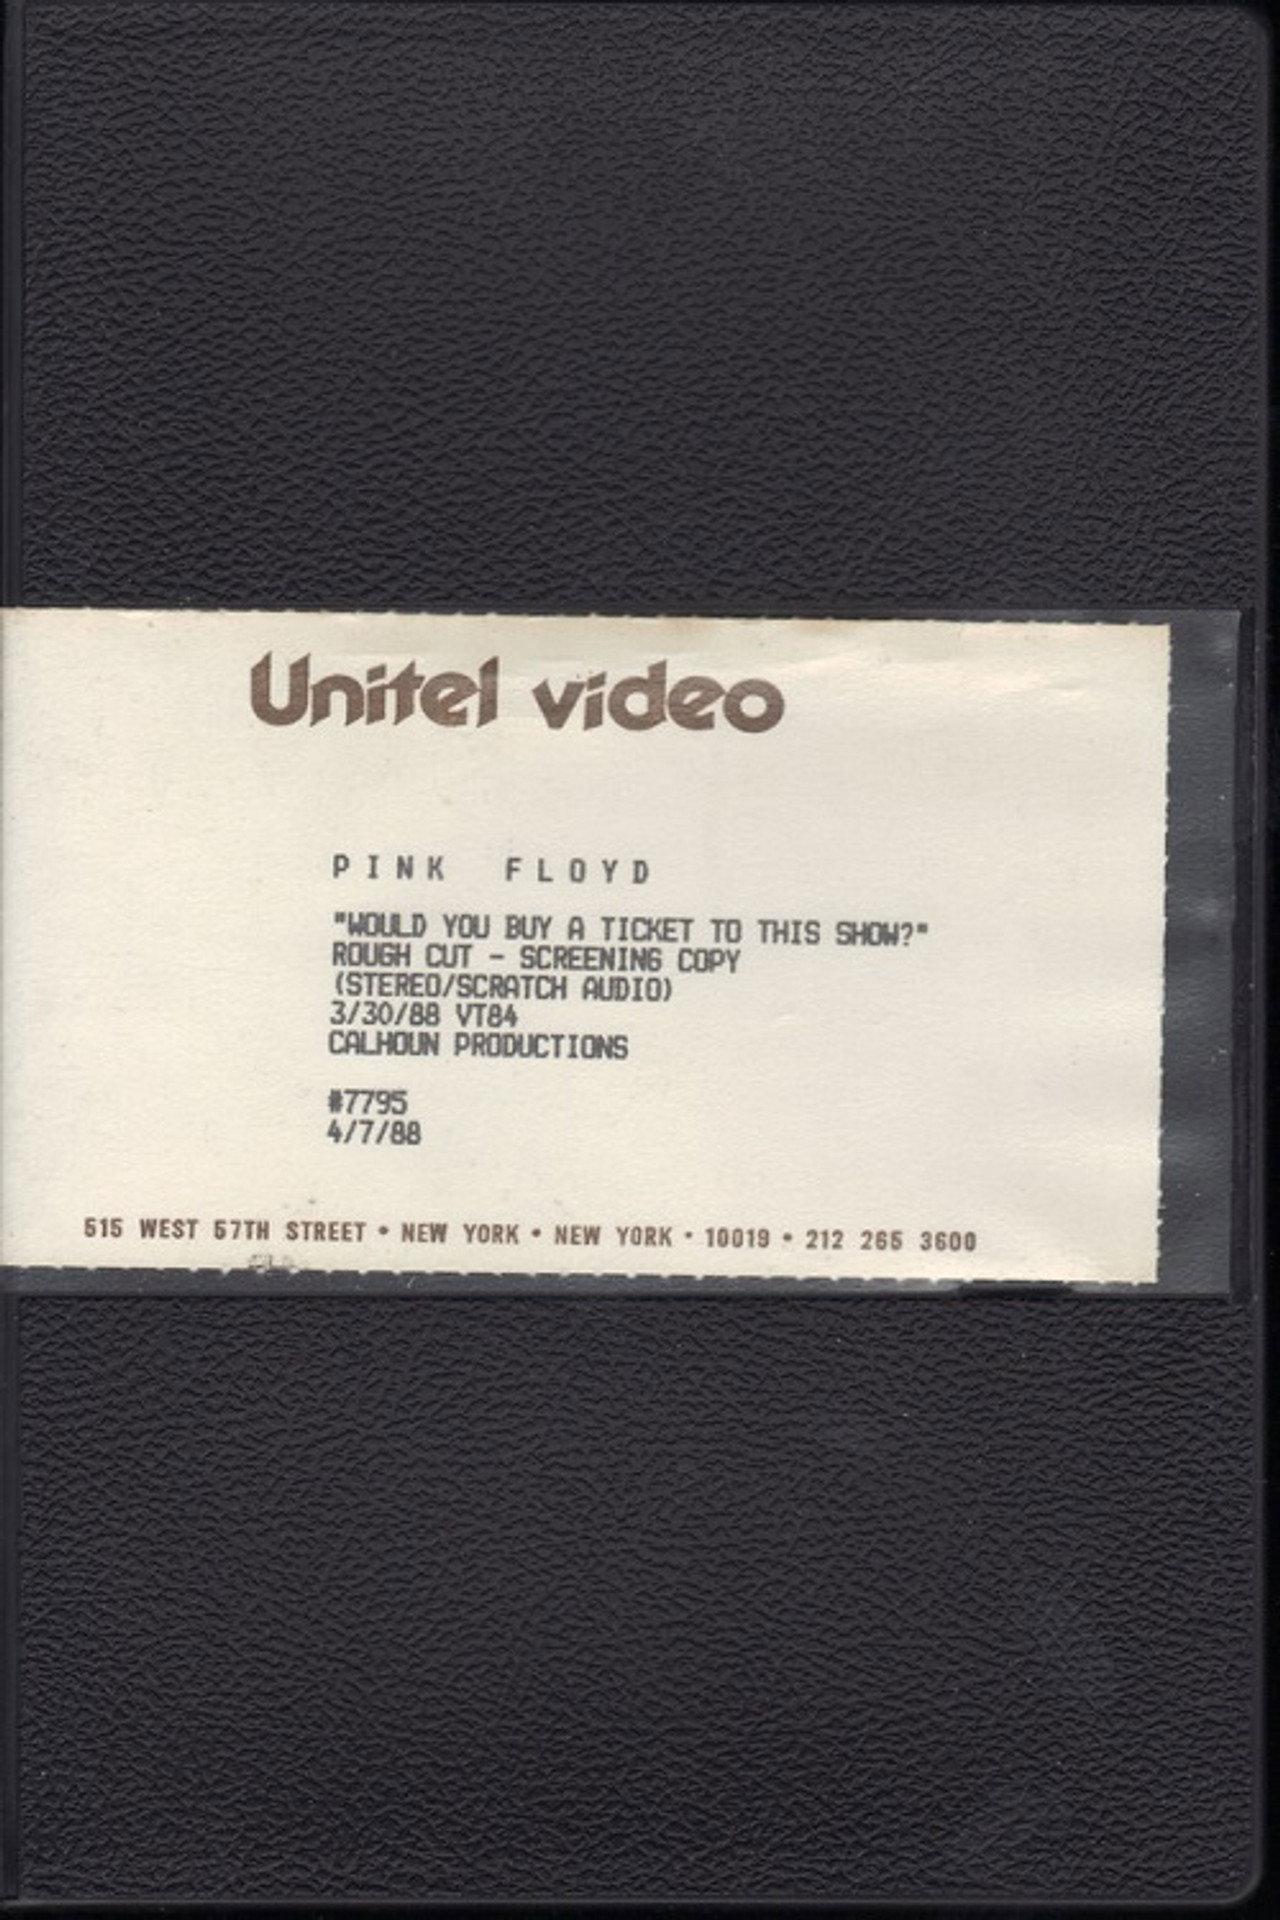 Unitel video
PINK FLOYD
"WOULD YOU BUY A TICKET TO THIS SHOW?"
ROUGH CUT - SCREENING COPY
(STEREO/SCRATCH AUDIO)
3/30/88 VT84
CALHOUN PRODUCTIONS
#7795
4/7/88
515 WEST 57TH STREET • NEW YORK • NEW YORK • 10019 • 212 265 3600